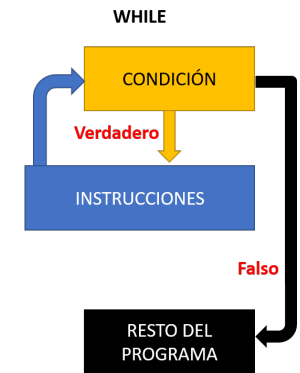 WHILE
CONDICIÓN
Verdadero
INSTRUCCIONES
Falso
RESTO DEL
PROGRAMA